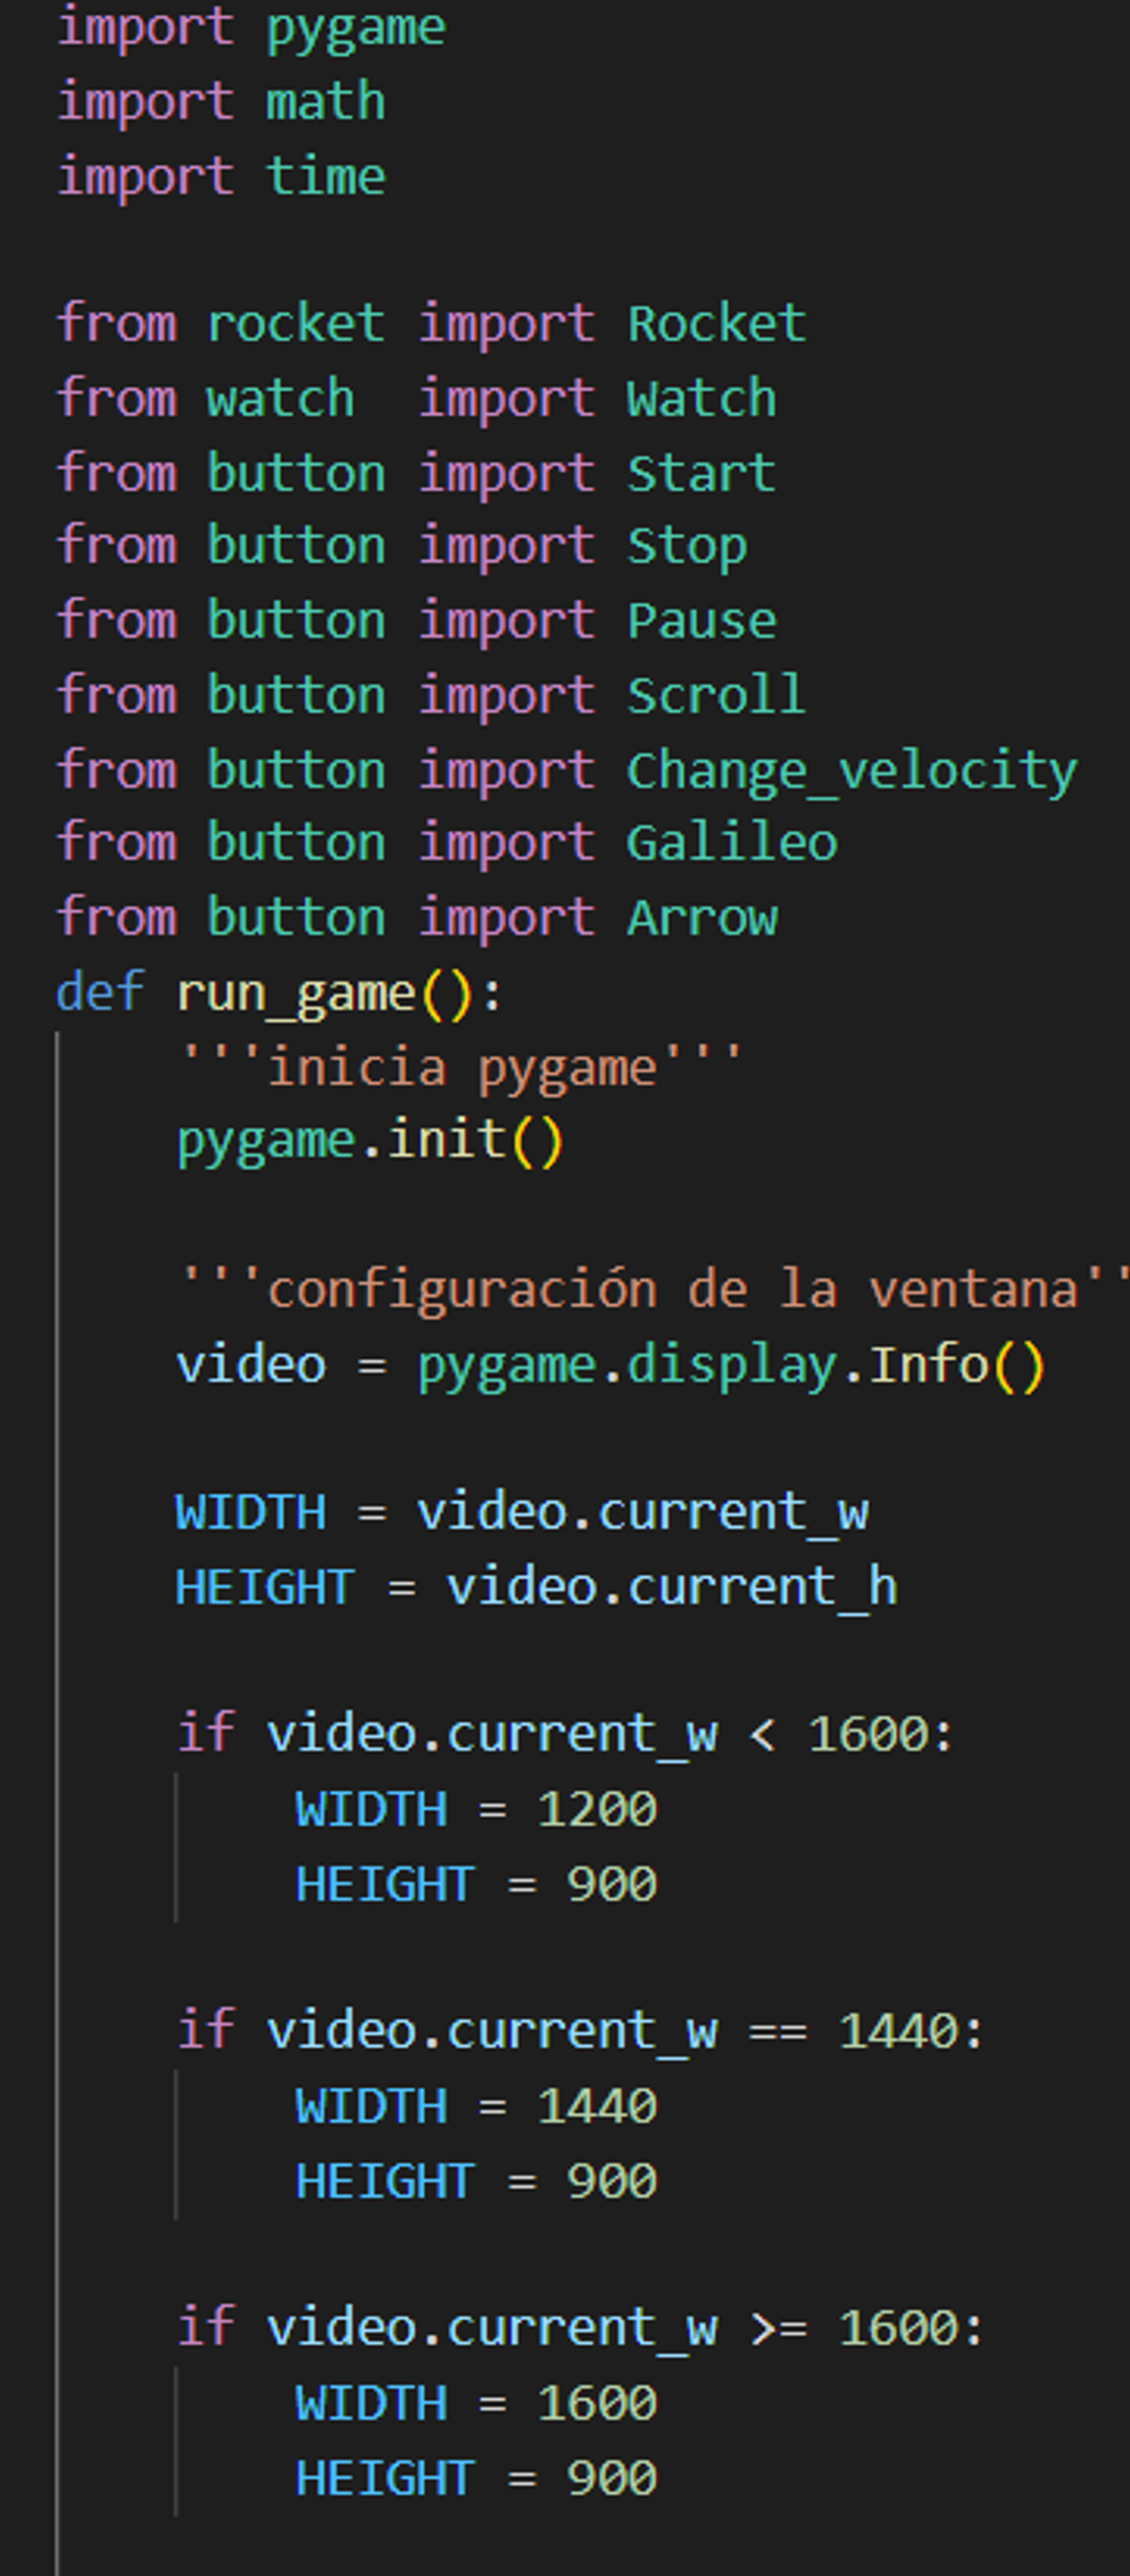 import pygame
import math
import time
from rocket import Rocket
from watch  import Watch
from button import Start
from button import Stop
from button import Pause
from button import Scroll
from button import Change_velocity
from button import Galileo
from button import Arrow
def run_game():
    '''inicia pygame'''
    pygame.init()
    '''configuración de la ventana''
    video = pygame.display.Info()
    WIDTH = video.current_w
    HEIGHT = video.current_h
    if video.current_w < 1600:
        WIDTH = 1200
        HEIGHT = 900
    if video.current_w == 1440:
        WIDTH = 1440
        HEIGHT = 900
    if video.current_w >= 1600:
        WIDTH = 1600
        HEIGHT = 900